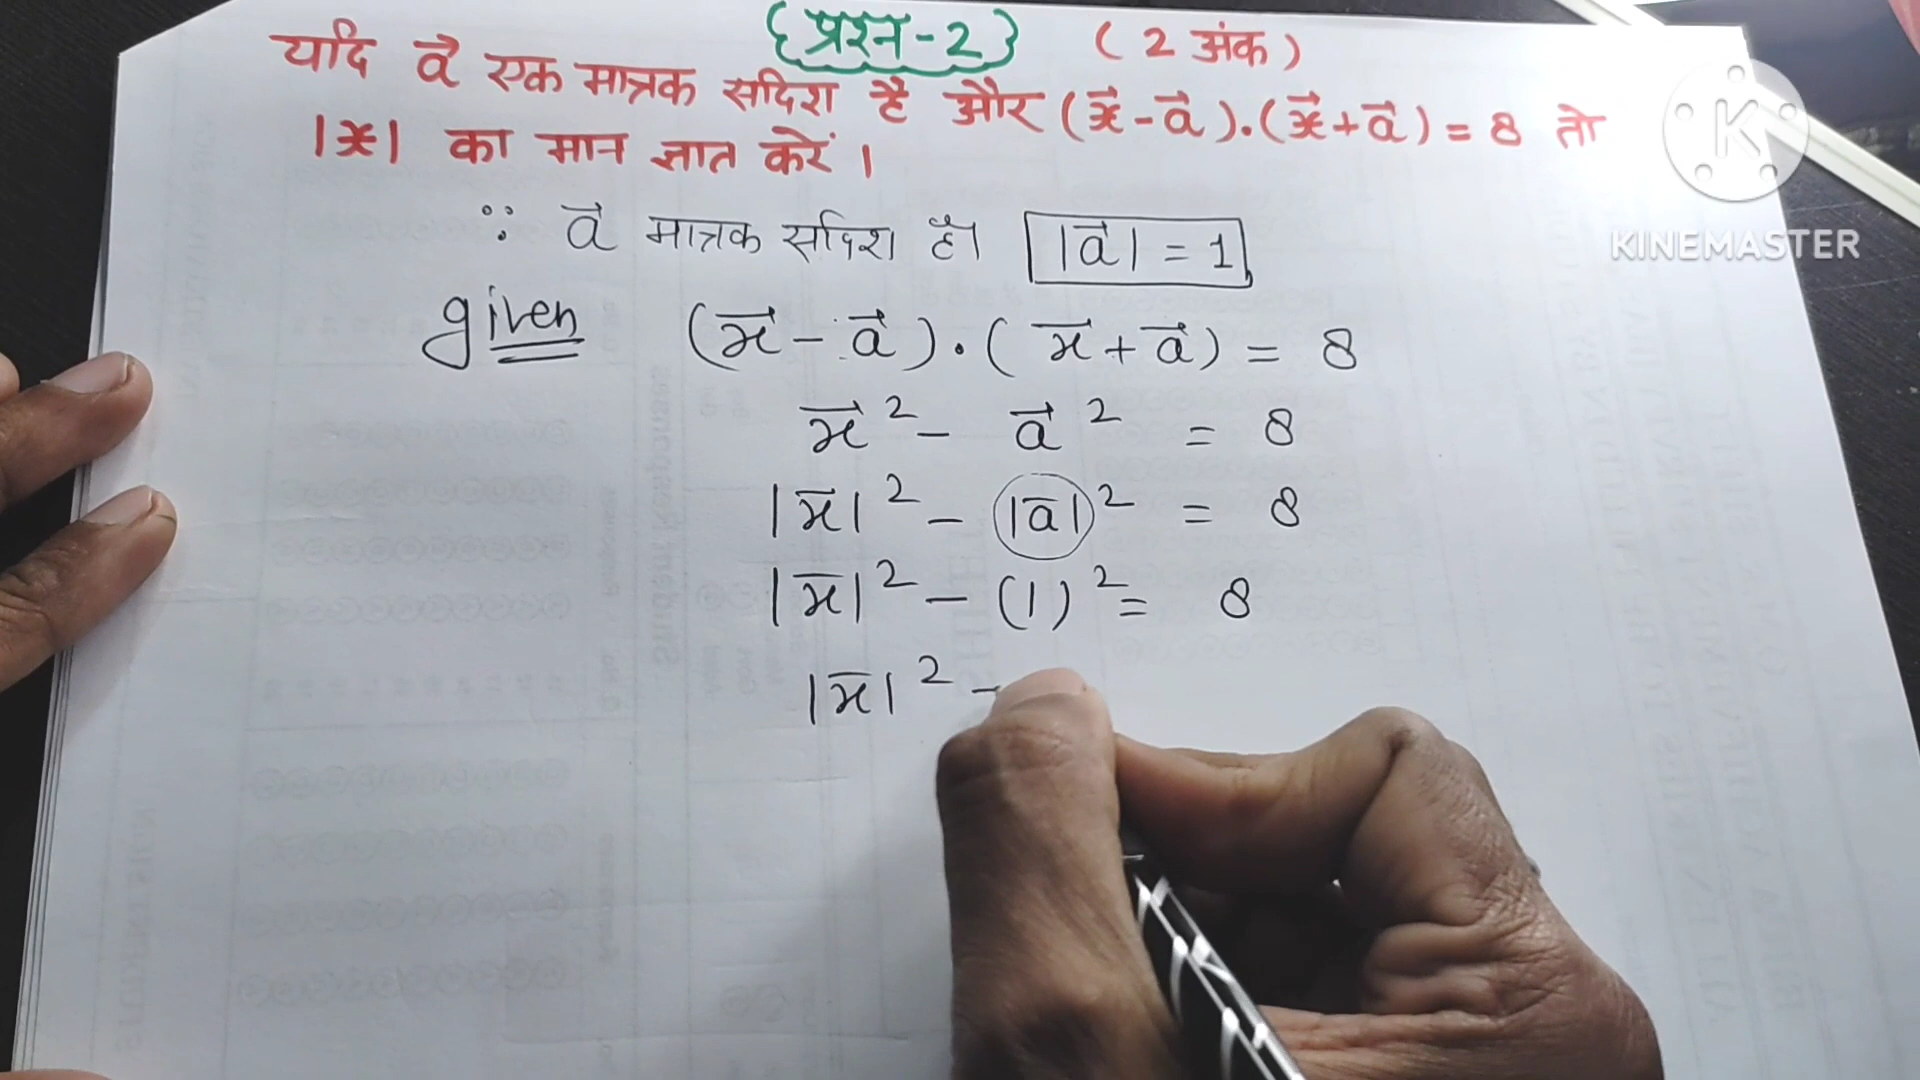 {प्रश्न-2} (2 अंक)
यदि a⃗ एक मात्रक सदिश है और (x⃗-a⃗).(x⃗+a⃗)=8 तो
|x⃗| का मान ज्ञात करें।
∵ a⃗ मात्रक सदिश है। |a⃗| = 1
given (x⃗ - a⃗).(x⃗ + a⃗) = 8
x⃗² - a⃗² = 8
|x̅|² - |a̅|² = 8
|x̅|² - (1)² = 8
|x̅|² -
K
KINEMASTER